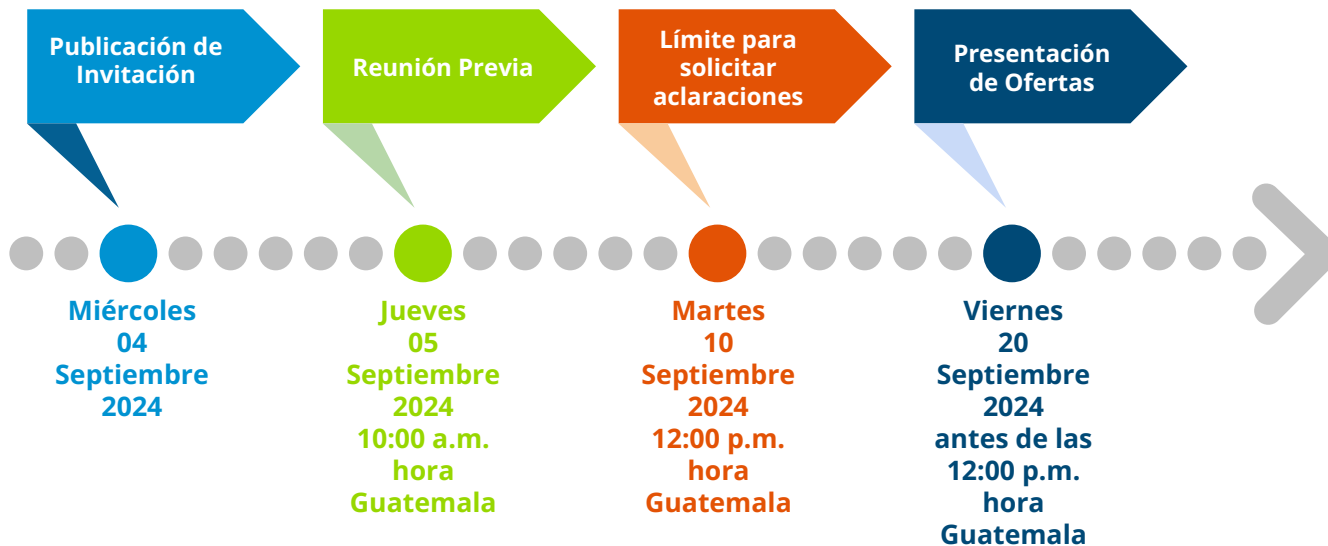 Publicación de
Invitación
Reunión Previa
Límite para
solicitar
aclaraciones
Presentación
de Ofertas
Miércoles
04
Septiembre
2024
Jueves
05
Septiembre
2024
10:00 a.m.
hora
Guatemala
Martes
10
Septiembre
2024
12:00 p.m.
hora
Guatemala
Viernes
20
Septiembre
2024
antes de las
12:00 p.m.
hora
Guatemala